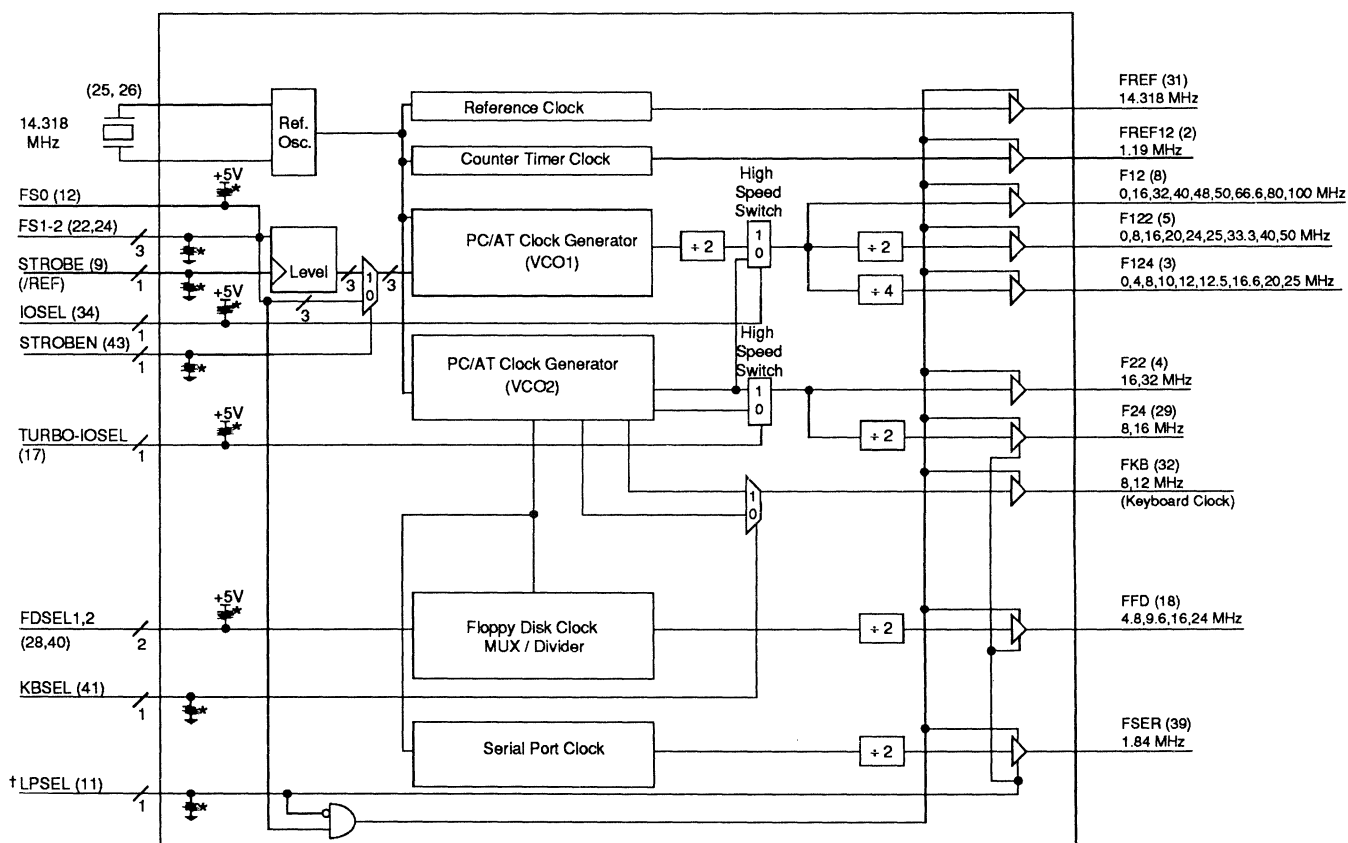 (25, 26)
14.318
MHz
Ref.
Osc.
Reference Clock
Counter Timer Clock
FREF (31)
14.318 MHz
FREF12 (2)
1.19 MHz
+5V
*
FS0 (12)
FS1-2 (22,24)
3
*
STROBE (9)
(/REF)
1
*
Level
3
1
0
3
3
PC/AT Clock Generator
(VCO1)
÷ 2
High
Speed
Switch
1
0
F12 (8)
0,16,32,40,48,50,66.6,80,100 MHz
÷ 2
F122 (5)
0,8,16,20,24,25,33.3,40,50 MHz
÷ 4
F124 (3)
0,4,8,10,12,12.5,16.6,20,25 MHz
IOSEL (34)
1
+5V
*
STROBEN (43)
1
*
PC/AT Clock Generator
(VCO2)
High
Speed
Switch
1
0
F22 (4)
16,32 MHz
÷ 2
F24 (29)
8,16 MHz
TURBO-IOSEL
(17)
1
+5V
*
1
0
FKB (32)
8,12 MHz
(Keyboard Clock)
FDSEL1,2
(28,40)
2
+5V
*
Floppy Disk Clock
MUX / Divider
÷ 2
FFD (18)
4.8,9.6,16,24 MHz
KBSEL (41)
1
*
Serial Port Clock
÷ 2
FSER (39)
1.84 MHz
† LPSEL (11)
1
*